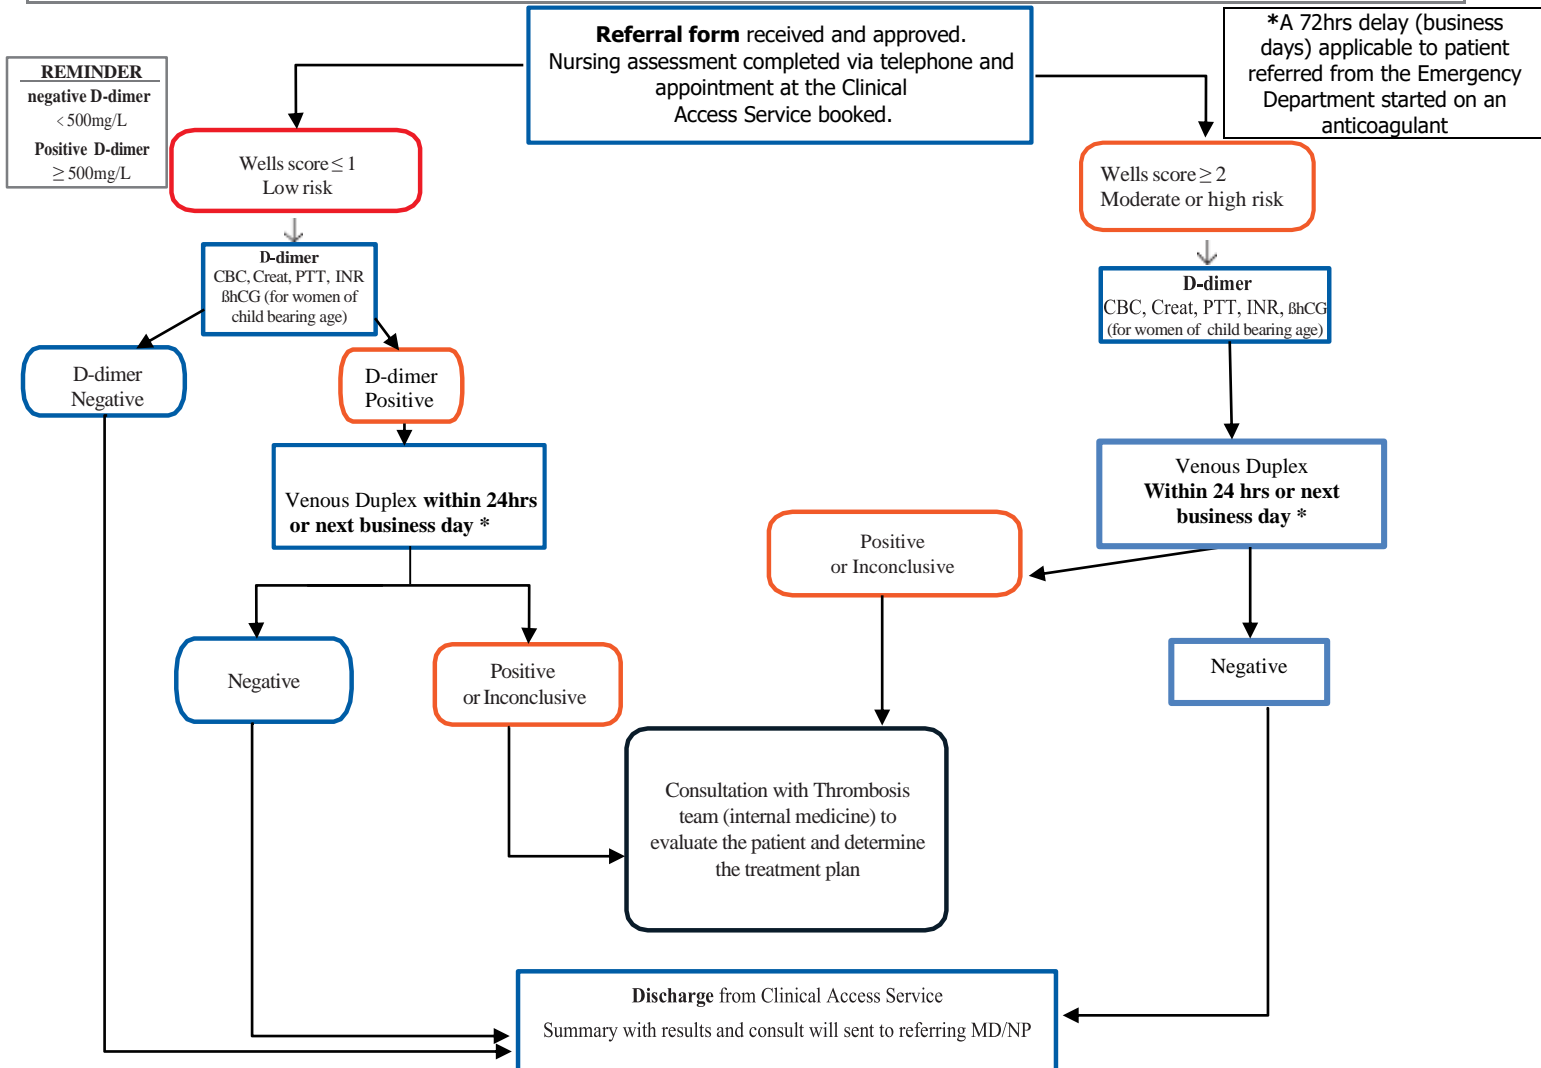 Referral form received and approved.
Nursing assessment completed via telephone and
appointment at the Clinical
Access Service booked.
*A 72hrs delay (business
days) applicable to patient
referred from the Emergency
Department started on an
anticoagulant
REMINDER
negative D-dimer
<500mg/L
Positive D-dimer
≥ 500mg/L
Wells score ≤ 1
Low risk
Wells score ≥ 2
Moderate or high risk
D-dimer
CBC, Creat, PTT, INR
ßhCG (for women of
child bearing age)
D-dimer
CBC, Creat, PTT, INR, ßhCG
(for women of child bearing age)
D-dimer
Negative
D-dimer
Positive
Venous Duplex within 24hrs
or next business day *
Venous Duplex
Within 24 hrs or next
business day *
Positive
or Inconclusive
Negative
Positive
or Inconclusive
Negative
Consultation with Thrombosis
team (internal medicine) to
evaluate the patient and determine
the treatment plan
Discharge from Clinical Access Service
Summary with results and consult will sent to referring MD/NP